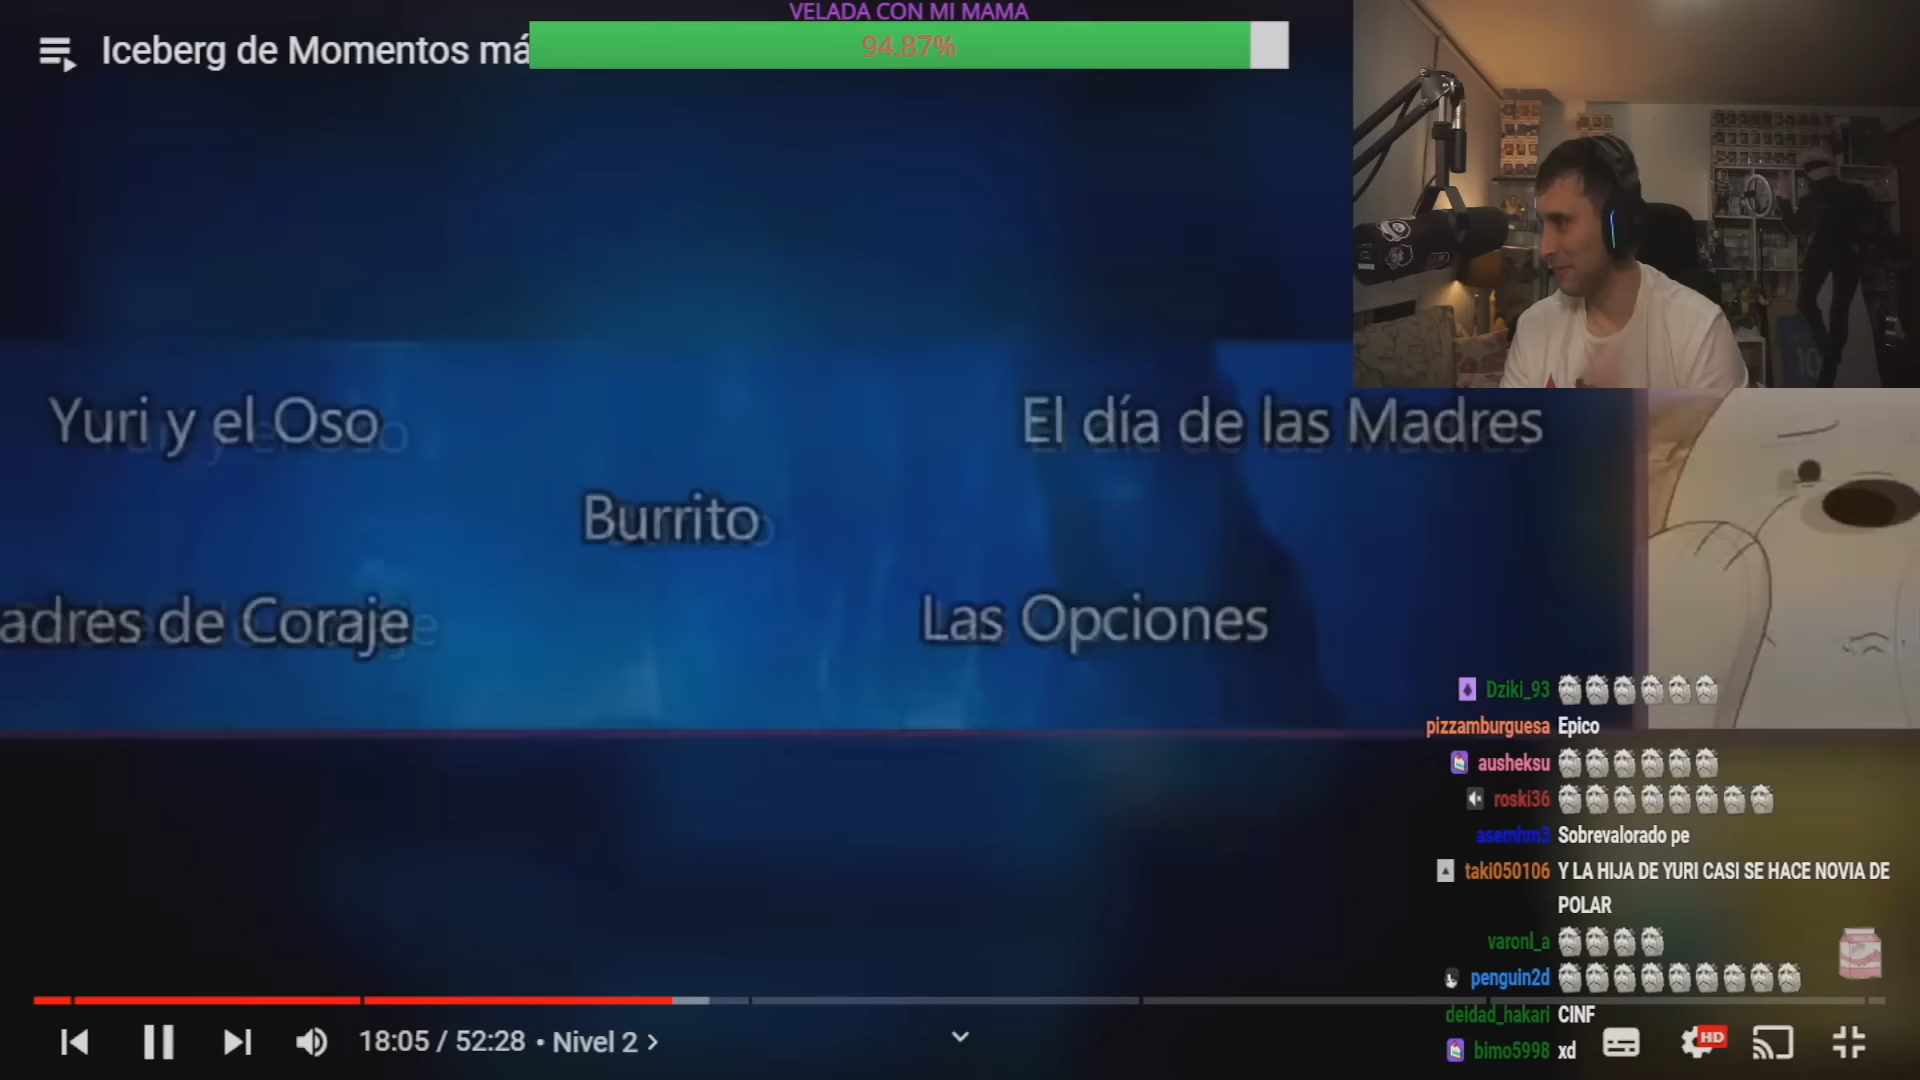 VELADA CON MI MAMA
94.87%
Iceberg de Momentos má
Yuri y el Oso
El día de las Madres
Burrito
adres de Coraje
Las Opciones
10
Dziki_93
pizzamburguesa Epico
ausheksu
roski36
asemhm3 Sobrevalorado pe
taki050106 Y LA HIJA DE YURI CASI SE HACE NOVIA DE
POLAR
varonl_a
penguin2d
deidad_hakari CINF
bimo5998 xd
18:05 / 52:28 • Nivel 2 >
HD